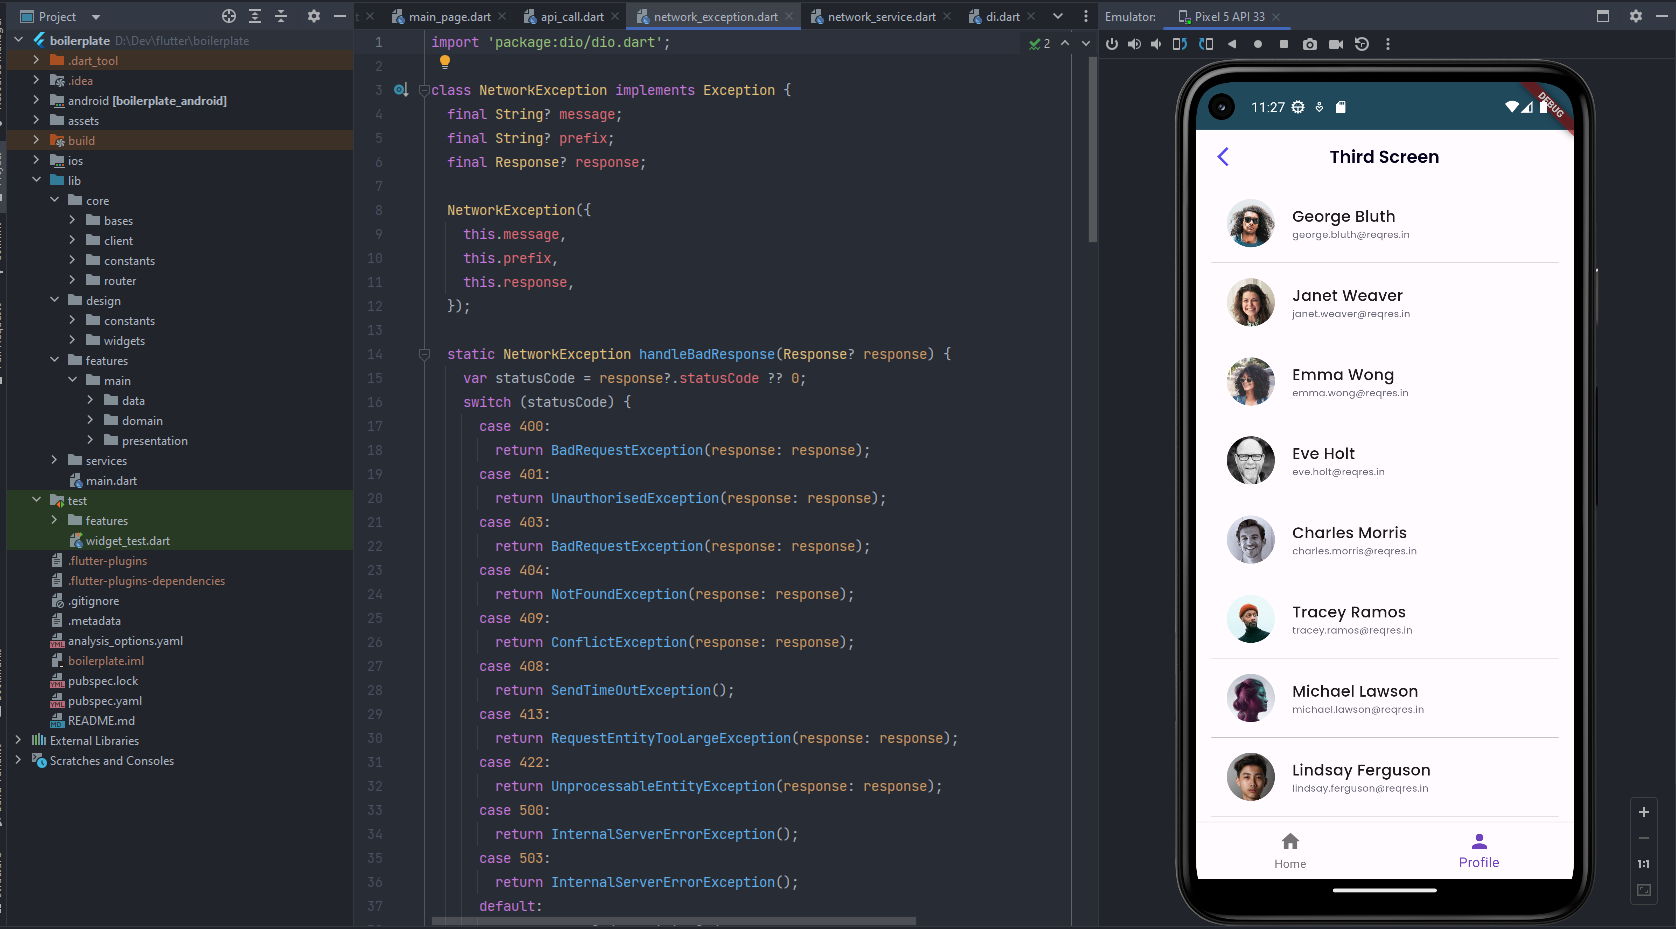 Project
boilerplate D:\Dev\flutter\boilerplate
.dart_tool
.idea
android [boilerplate_android]
assets
build
ios
lib
core
bases
client
constants
router
design
constants
widgets
features
main
data
domain
presentation
services
main.dart
test
features
widget_test.dart
.flutter-plugins
.flutter-plugins-dependencies
.gitignore
.metadata
analysis_options.yaml
boilerplate.iml
pubspec.lock
pubspec.yaml
README.md
External Libraries
Scratches and Consoles
main_page.dart api_call.dart network_exception.dart network_service.dart di.dart
2
1 import 'package:dio/dio.dart';
2
3 class NetworkException implements Exception {
4 final String? message;
5 final String? prefix;
6 final Response? response;
7
8 NetworkException({
9 this.message,
10 this.prefix,
11 this.response,
12 });
13
14 static NetworkException handleBadResponse(Response? response) {
15 var statusCode = response?.statusCode ?? 0;
16 switch (statusCode) {
17 case 400:
18 return BadRequestException(response: response);
19 case 401:
20 return UnauthorisedException(response: response);
21 case 403:
22 return BadRequestException(response: response);
23 case 404:
24 return NotFoundException(response: response);
25 case 409:
26 return ConflictException(response: response);
27 case 408:
28 return SendTimeOutException();
29 case 413:
30 return RequestEntityTooLargeException(response: response);
31 case 422:
32 return UnprocessableEntityException(response: response);
33 case 500:
34 return InternalServerErrorException();
35 case 503:
36 return InternalServerErrorException();
37 default:
Emulator: Pixel 5 API 33
11:27
DEBUG
Third Screen
George Bluth
george.bluth@reqres.in
Janet Weaver
janet.weaver@reqres.in
Emma Wong
emma.wong@reqres.in
Eve Holt
eve.holt@reqres.in
Charles Morris
charles.morris@reqres.in
Tracey Ramos
tracey.ramos@reqres.in
Michael Lawson
michael.lawson@reqres.in
Lindsay Ferguson
lindsay.ferguson@reqres.in
Home
Profile
1:1